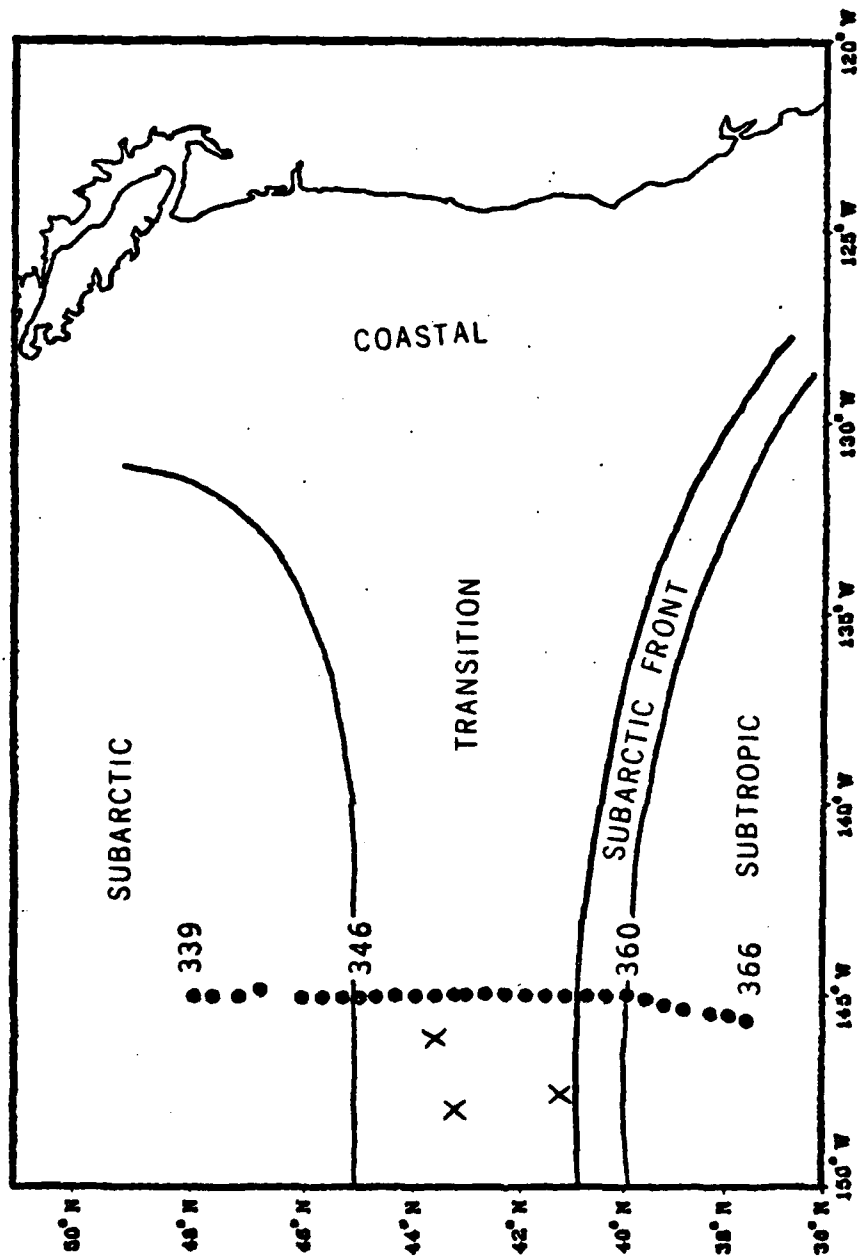 SUBARCTIC
COASTAL
TRANSITION
SUBARCTIC FRONT
SUBTROPIC
339
346
360
366
50° N
48° N
46° N
44° N
42° N
40° N
38° N
36° N
150° W
145° W
140° W
135° W
130° W
125° W
120° W